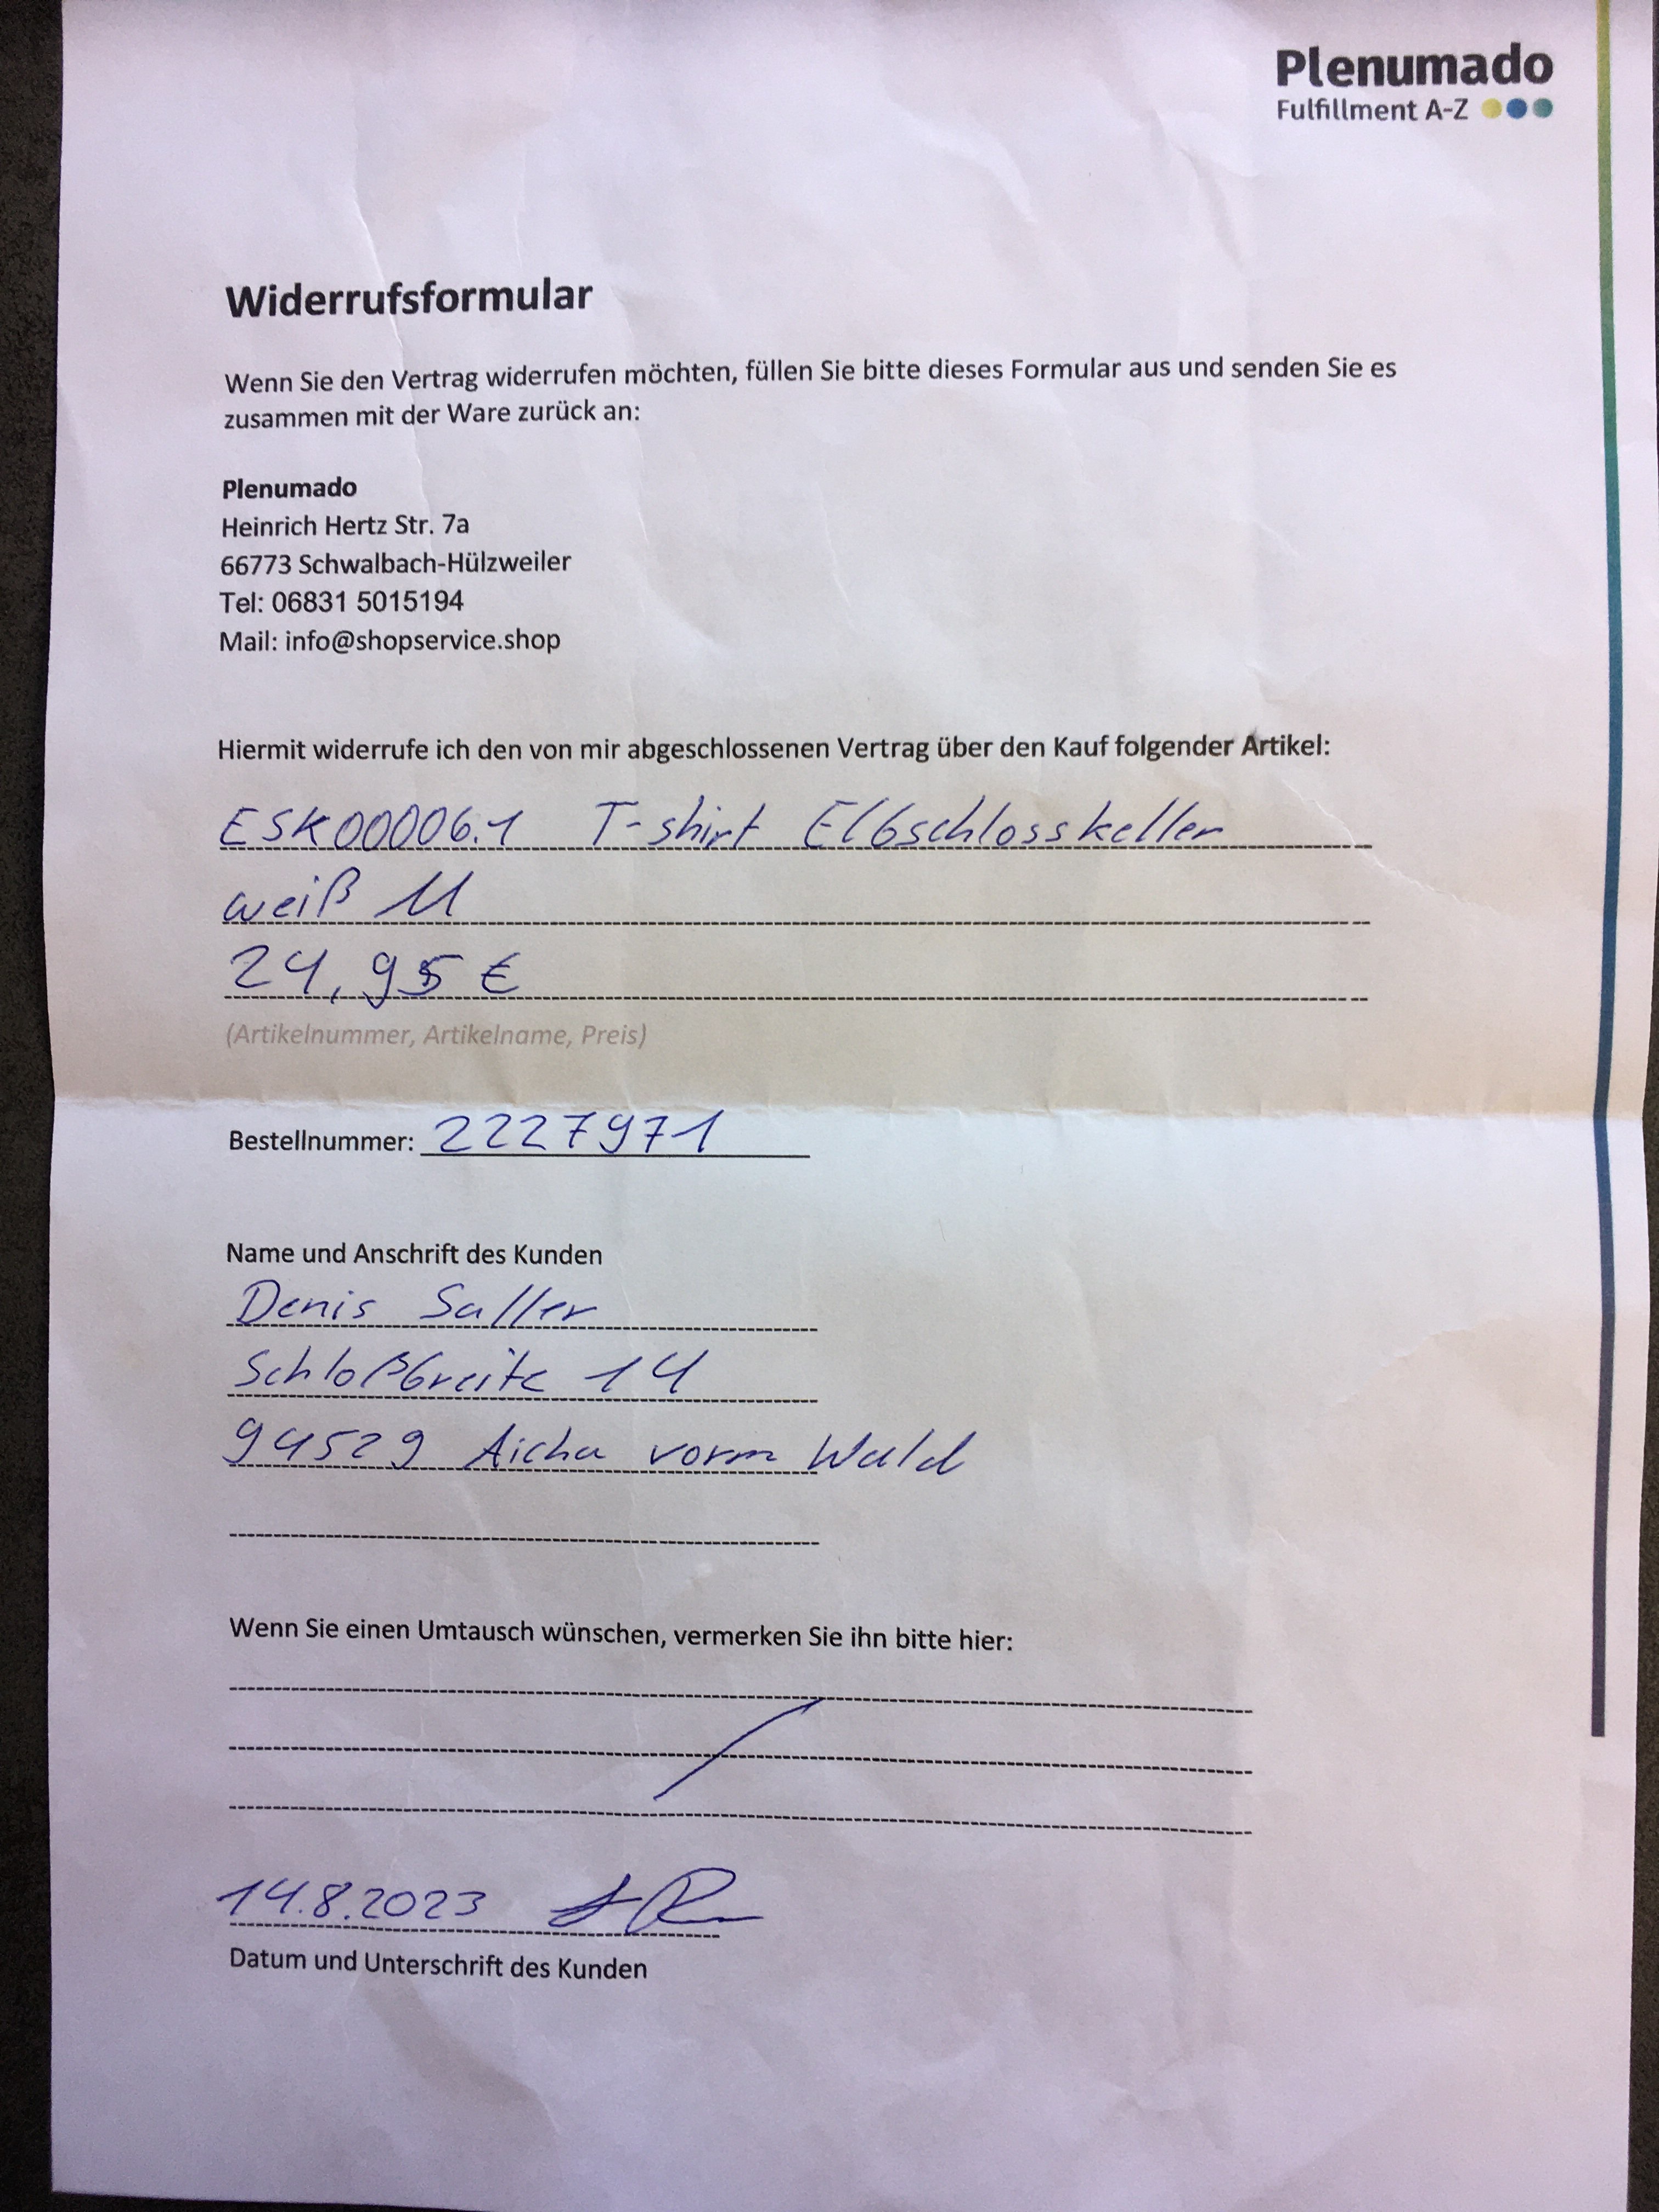 Plenumado
Fulfillment A-Z
Widerrufsformular
Wenn Sie den Vertrag widerrufen möchten, füllen Sie bitte dieses Formular aus und senden Sie es
zusammen mit der Ware zurück an:
Plenumado
Heinrich Hertz Str. 7a
66773 Schwalbach-Hülzweiler
Tel: 06831 5015194
Mail: info@shopservice.shop
Hiermit widerrufe ich den von mir abgeschlossenen Vertrag über den Kauf folgender Artikel:
ESK00006.1 T-shirt Elbschlosskeller
weiß M
24,95 €
(Artikelnummer, Artikelname, Preis)
Bestellnummer: 2227971
Name und Anschrift des Kunden
Denis Saller
Schloßbreite 14
94529 Aicha vorm Wald
Wenn Sie einen Umtausch wünschen, vermerken Sie ihn bitte hier:
14.8.2023
Datum und Unterschrift des Kunden